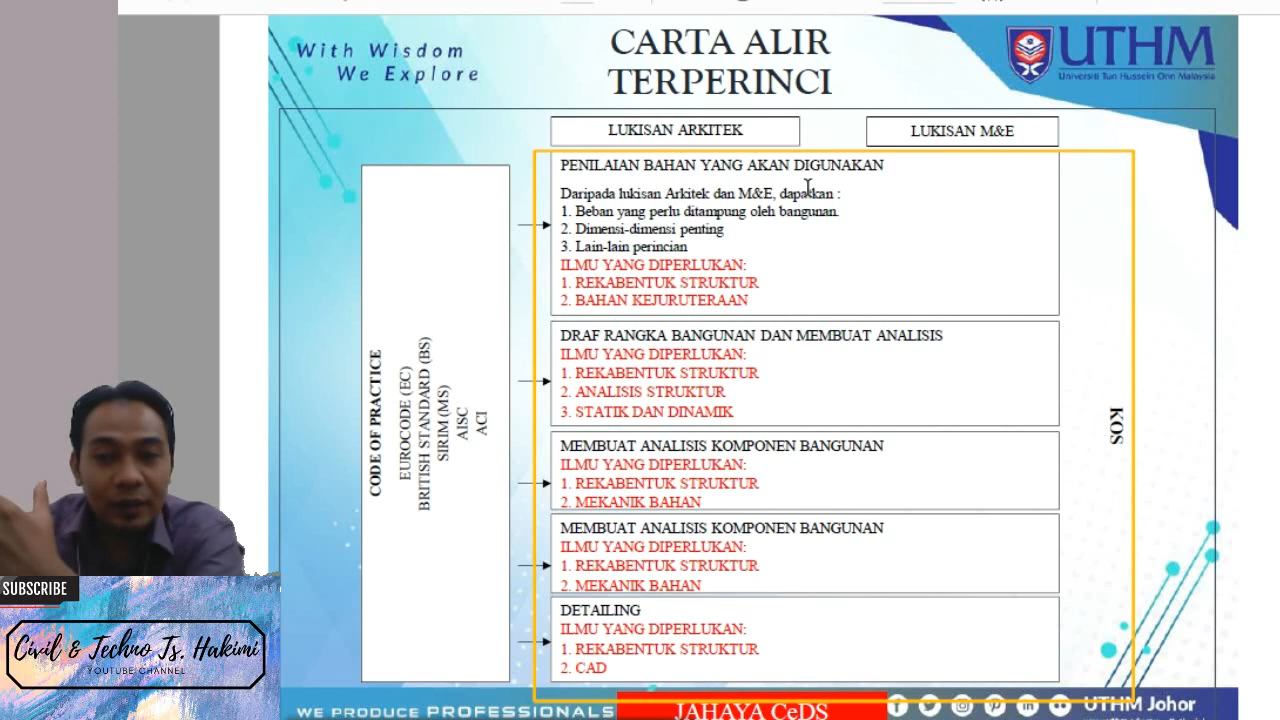 With Wisdom
We Explore
CARTA ALIR
TERPERINCI
UTHM
Universiti Tun Hussein Onn Malaysia
LUKISAN ARKITEK
LUKISAN M&E
CODE OF PRACTICE
EUROCODE (EC)
BRITISH STANDARD (BS)
SIRIM (MS)
AISC
ACI
PENILAIAN BAHAN YANG AKAN DIGUNAKAN
Daripada lukisan Arkitek dan M&E, dapatkan :
1. Beban yang perlu ditampung oleh bangunan.
2. Dimensi-dimensi penting
3. Lain-lain perincian
ILMU YANG DIPERLUKAN:
1. REKABENTUK STRUKTUR
2. BAHAN KEJURUTERAAN
DRAF RANGKA BANGUNAN DAN MEMBUAT ANALISIS
ILMU YANG DIPERLUKAN:
1. REKABENTUK STRUKTUR
2. ANALISIS STRUKTUR
3. STATIK DAN DINAMIK
MEMBUAT ANALISIS KOMPONEN BANGUNAN
ILMU YANG DIPERLUKAN:
1. REKABENTUK STRUKTUR
2. MEKANIK BAHAN
MEMBUAT ANALISIS KOMPONEN BANGUNAN
ILMU YANG DIPERLUKAN:
1. REKABENTUK STRUKTUR
2. MEKANIK BAHAN
DETAILING
ILMU YANG DIPERLUKAN:
1. REKABENTUK STRUKTUR
2. CAD
KOS
SUBSCRIBE
Civil & Techno Ts. Hakimi
YOUTUBE CHANNEL
WE PRODUCE PROFESSIONALS
JAHAYA CeDS
UTHM Johor